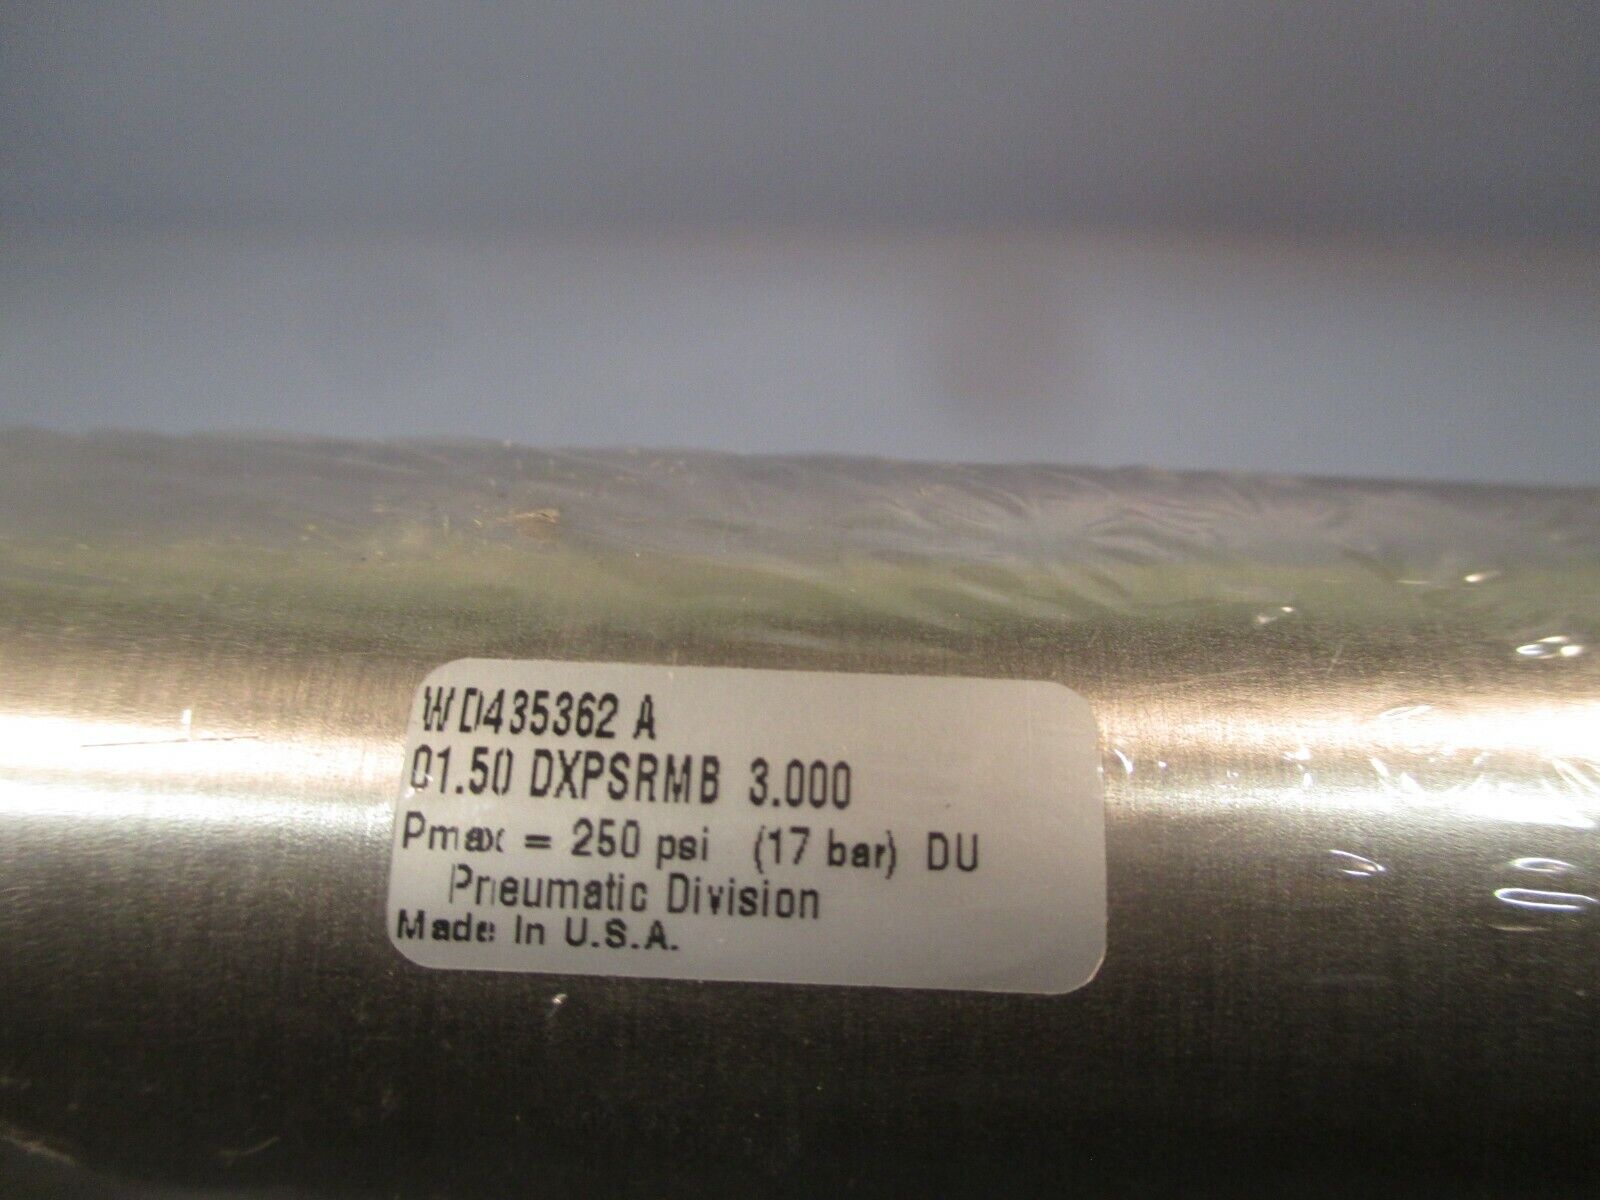 WD435362 A
01.50 DXPSRMB 3.000
Pmax = 250 psi (17 bar) DU
Pneumatic Division
Made In U.S.A.